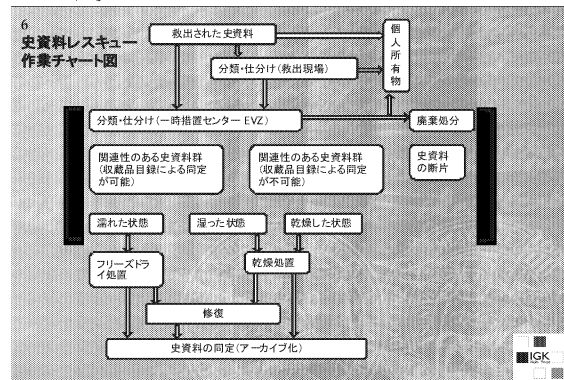 6
史資料レスキュー
作業チャート図
救出された史資料
個
人
所
有
物
分類・仕分け(救出現場)
分類・仕分け(一時措置センター EVZ)
廃棄処分
関連性のある史資料群
(収蔵品目録による同定
が可能)
関連性のある史資料群
(収蔵品目録による同定
が不可能)
史資料
の断片
濡れた状態
湿った状態
乾燥した状態
フリーズドラ
イ処置
乾燥処置
修復
史資料の同定(アーカイブ化)
IGK